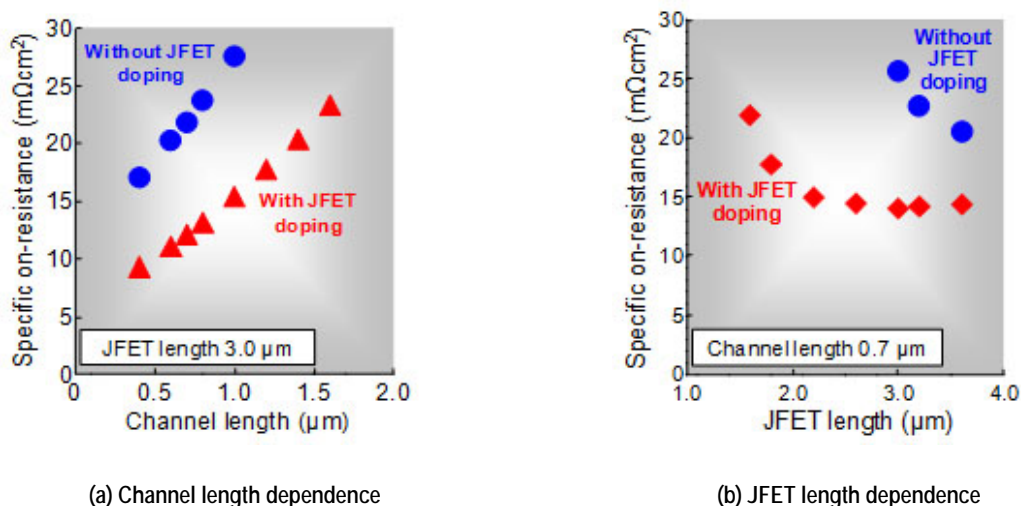 30
25
20
15
10
5
0
Specific on-resistance (mΩcm²)
Without JFET
doping
With JFET
doping
JFET length 3.0 µm
0
0.5
1.0
1.5
2.0
Channel length (µm)
(a) Channel length dependence
30
25
20
15
10
5
0
Specific on-resistance (mΩcm²)
Without
JFET
doping
With JFET
doping
Channel length 0.7 µm
1.0
2.0
3.0
4.0
JFET length (µm)
(b) JFET length dependence